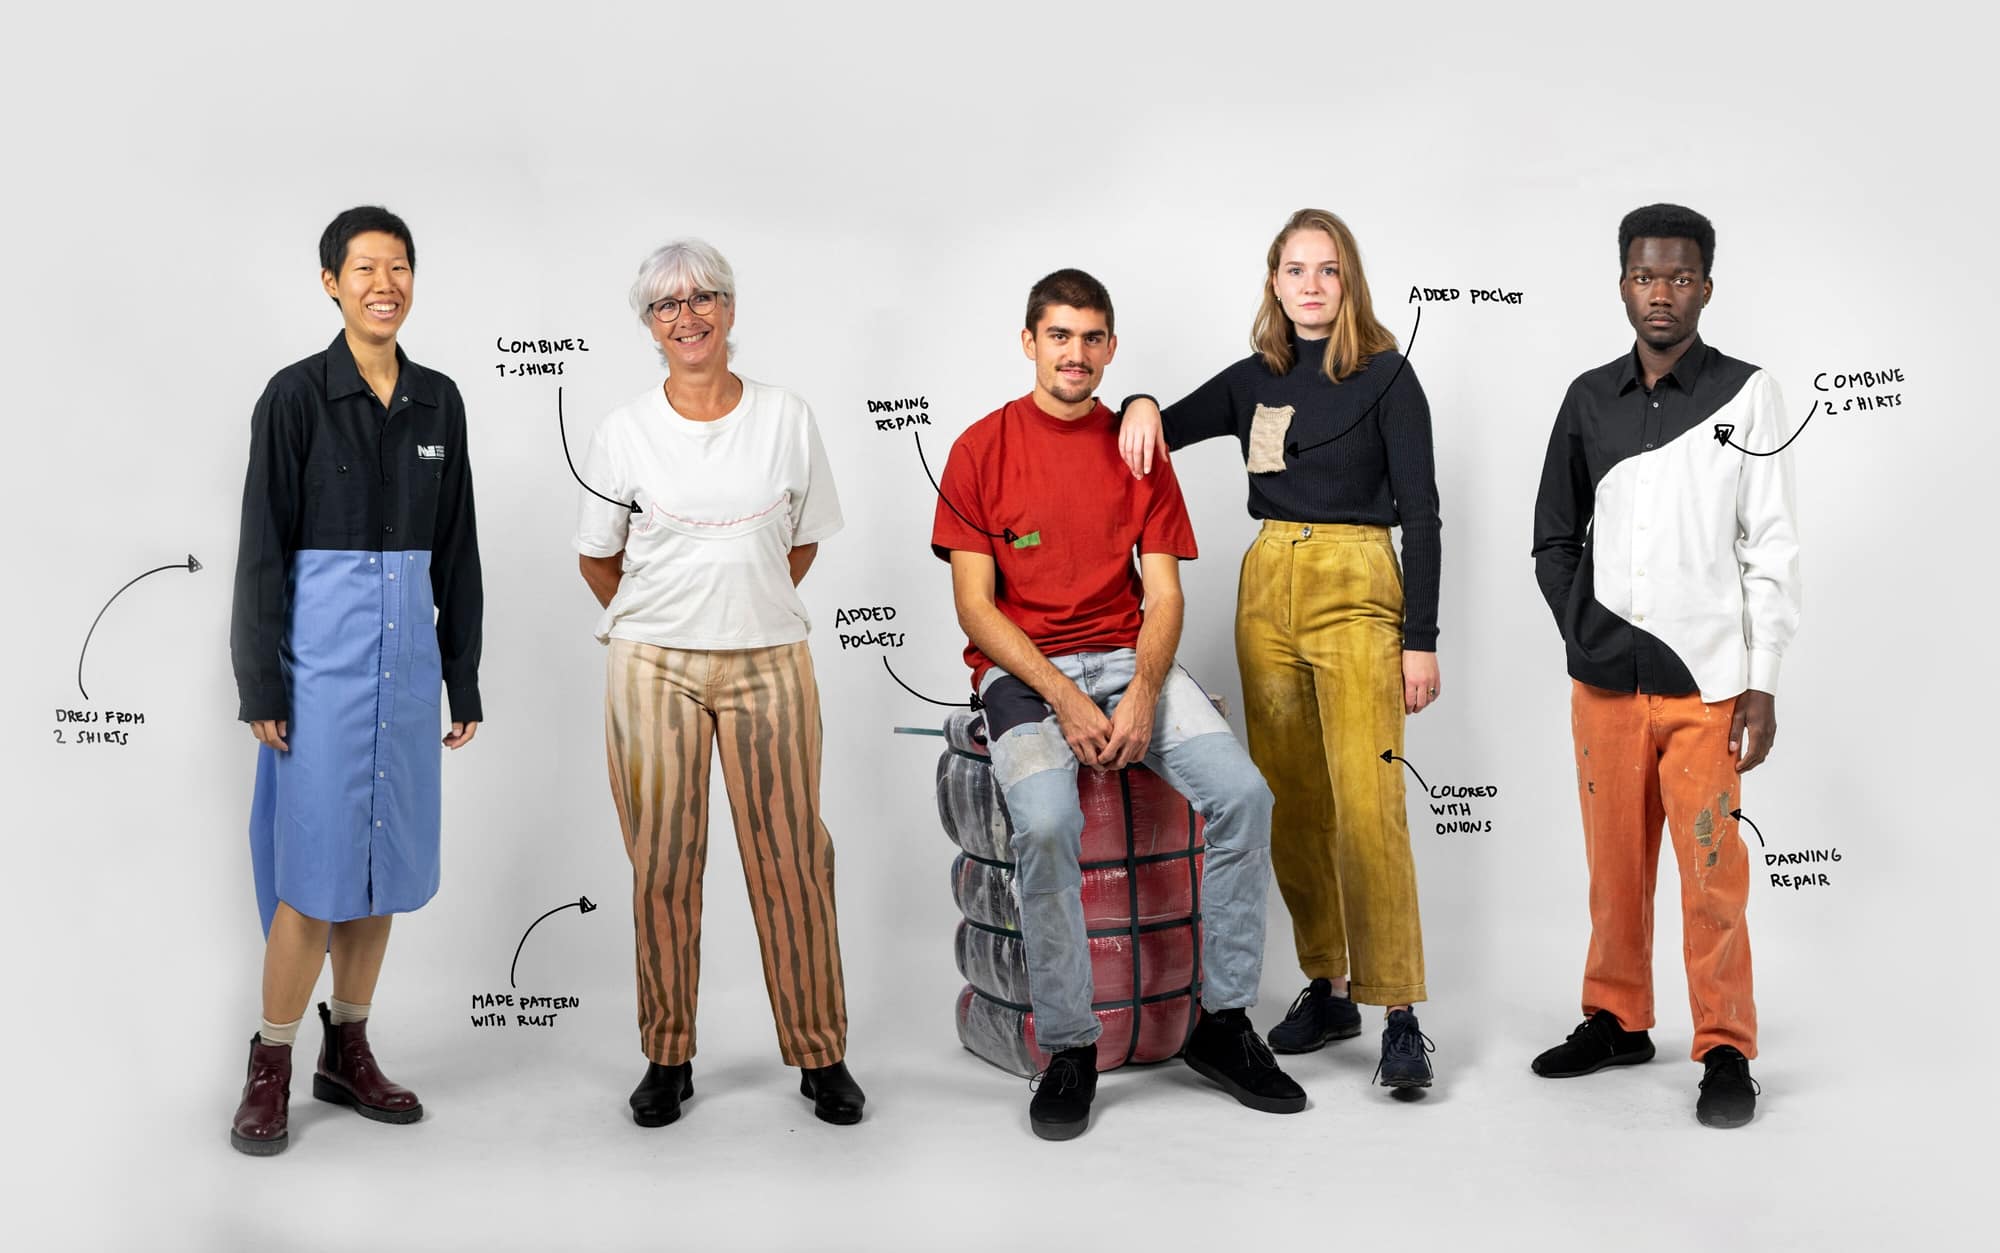 DRESS FROM
2 SHIRTS
COMBINE 2
T-SHIRTS
MADE PATTERN
WITH RUST
DARNING
REPAIR
ADDED
POCKETS
ADDED POCKET
COLORED
WITH
ONIONS
COMBINE
2 SHIRTS
DARNING
REPAIR